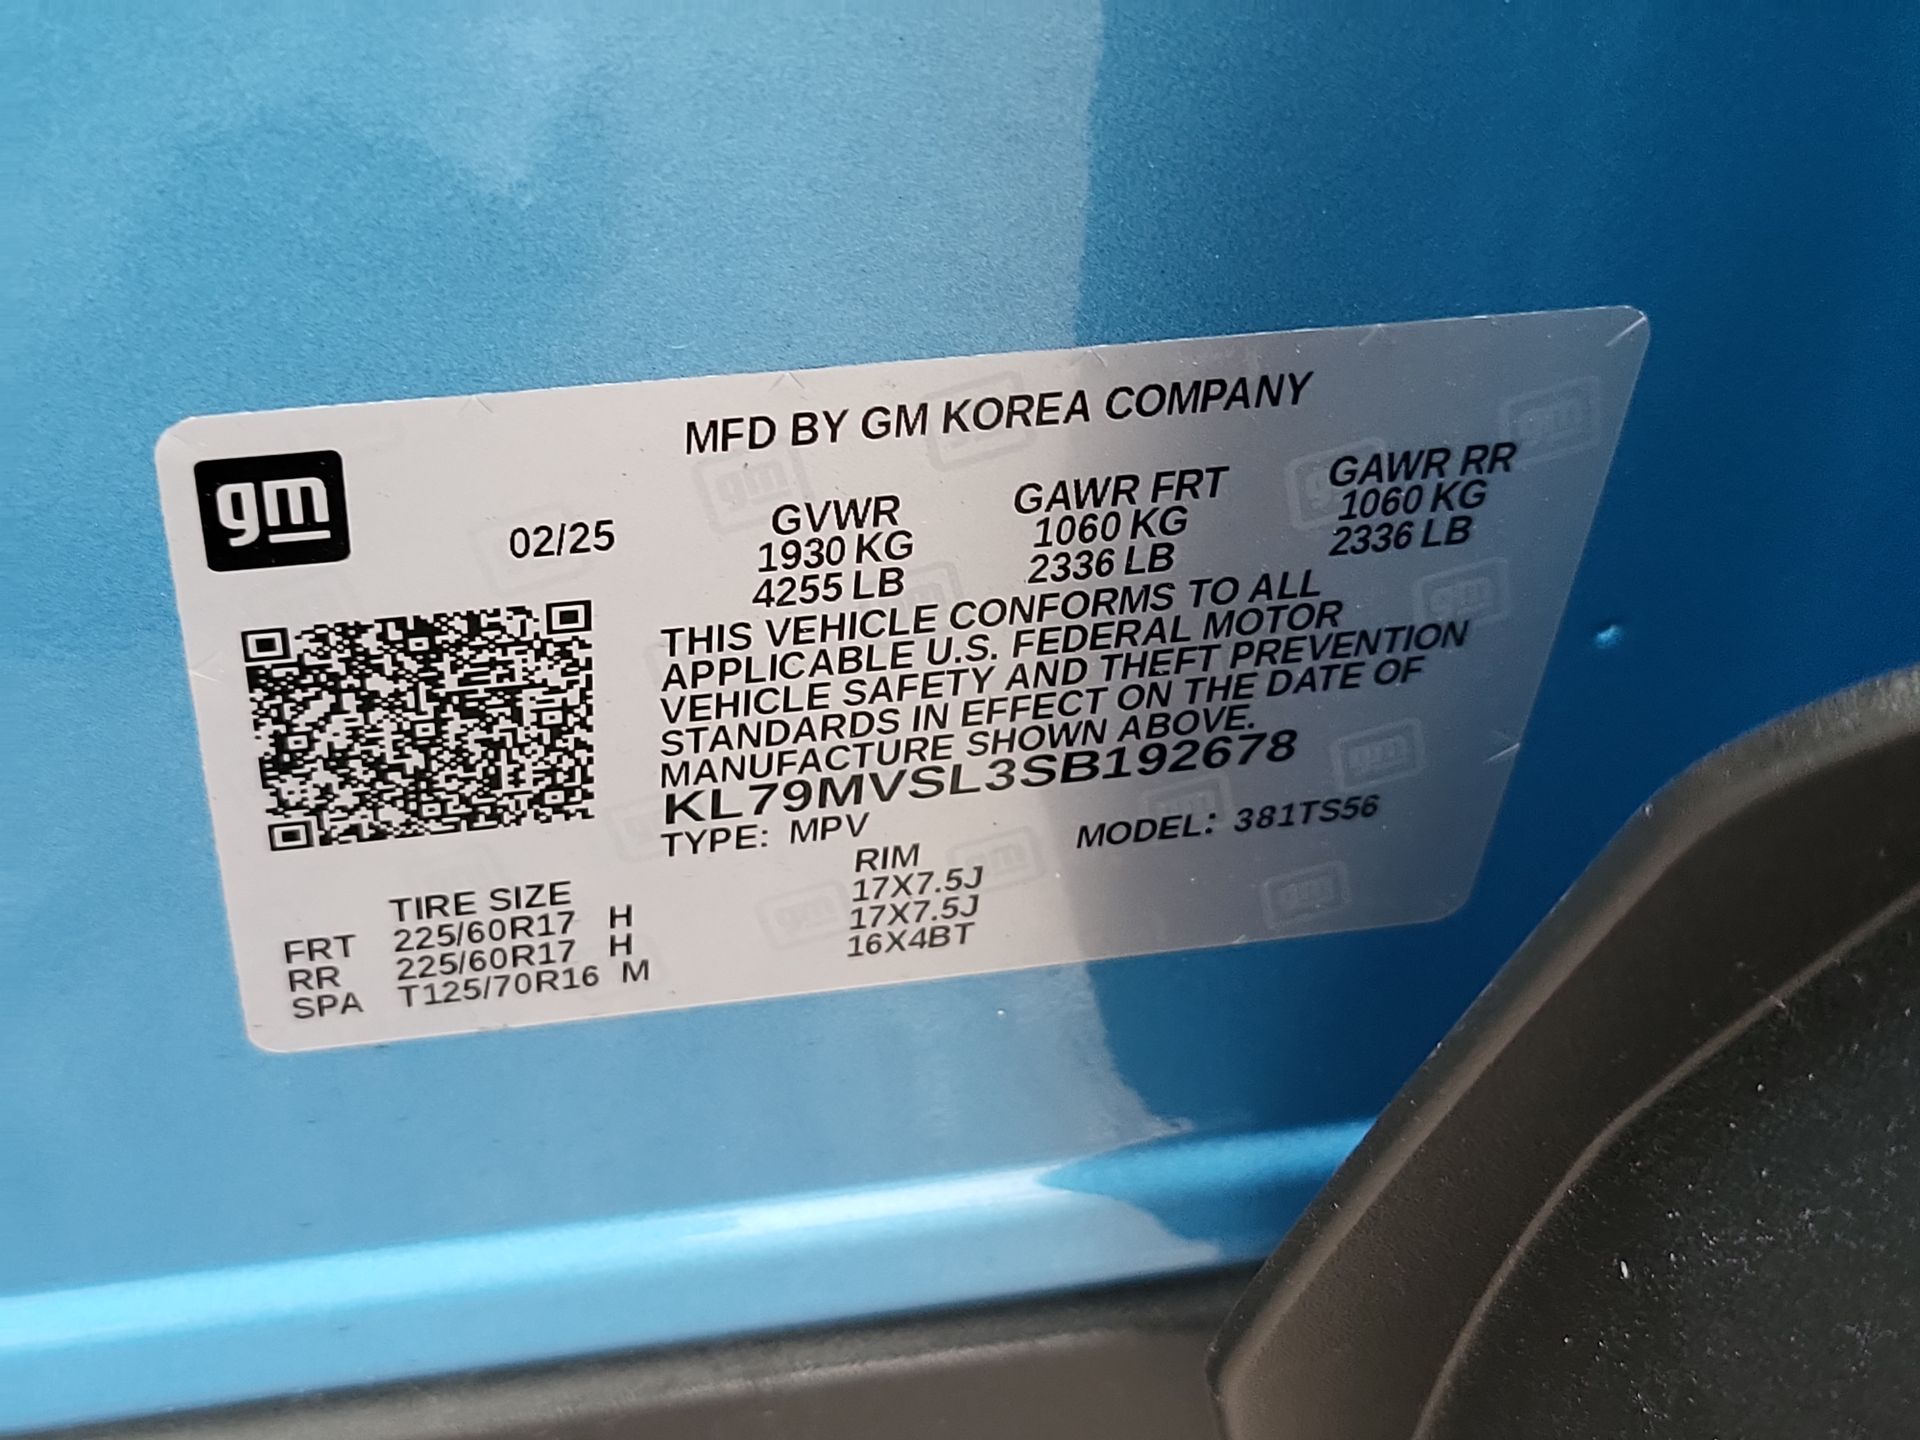 MFD BY GM KOREA COMPANY
gm
02/25
GVWR GAWR FRT GAWR RR
1930 KG 1060 KG 1060 KG
4255 LB 2336 LB 2336 LB
THIS VEHICLE CONFORMS TO ALL
APPLICABLE U.S. FEDERAL MOTOR
VEHICLE SAFETY AND THEFT PREVENTION
STANDARDS IN EFFECT ON THE DATE OF
MANUFACTURE SHOWN ABOVE.
KL79MVSL3SB192678
TYPE: MPV MODEL: 381TS56
TIRE SIZE RIM
FRT 225/60R17 H 17X7.5J
RR 225/60R17 H 17X7.5J
SPA T125/70R16 M 16X4BT